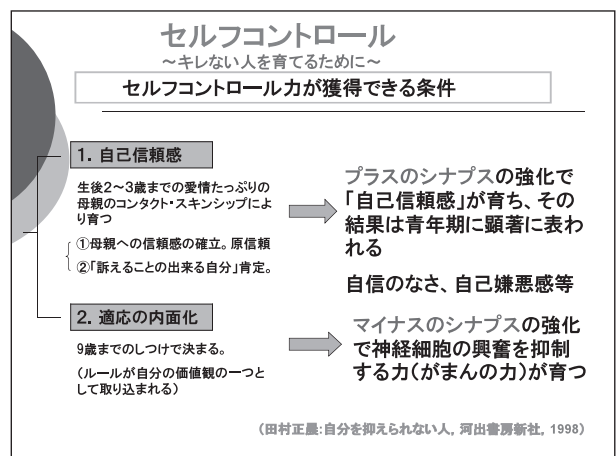 セルフコントロール
～キレない人を育てるために～
セルフコントロール力が獲得できる条件
1. 自己信頼感
生後2～3歳までの愛情たっぷりの
母親のコンタクト・スキンシップによ
り育つ
①母親への信頼感の確立。原信頼
②「訴えることの出来る自分」肯定。
プラスのシナプスの強化で
「自己信頼感」が育ち、その
結果は青年期に顕著に表わ
れる
自信のなさ、自己嫌悪感等
2. 適応の内面化
9歳までのしつけで決まる。
(ルールが自分の価値観の一つと
して取り込まれる)
マイナスのシナプスの強化
で神経細胞の興奮を抑制
する力(がまんの力)が育つ
(田村正晨:自分を抑えられない人, 河出書房新社, 1998)